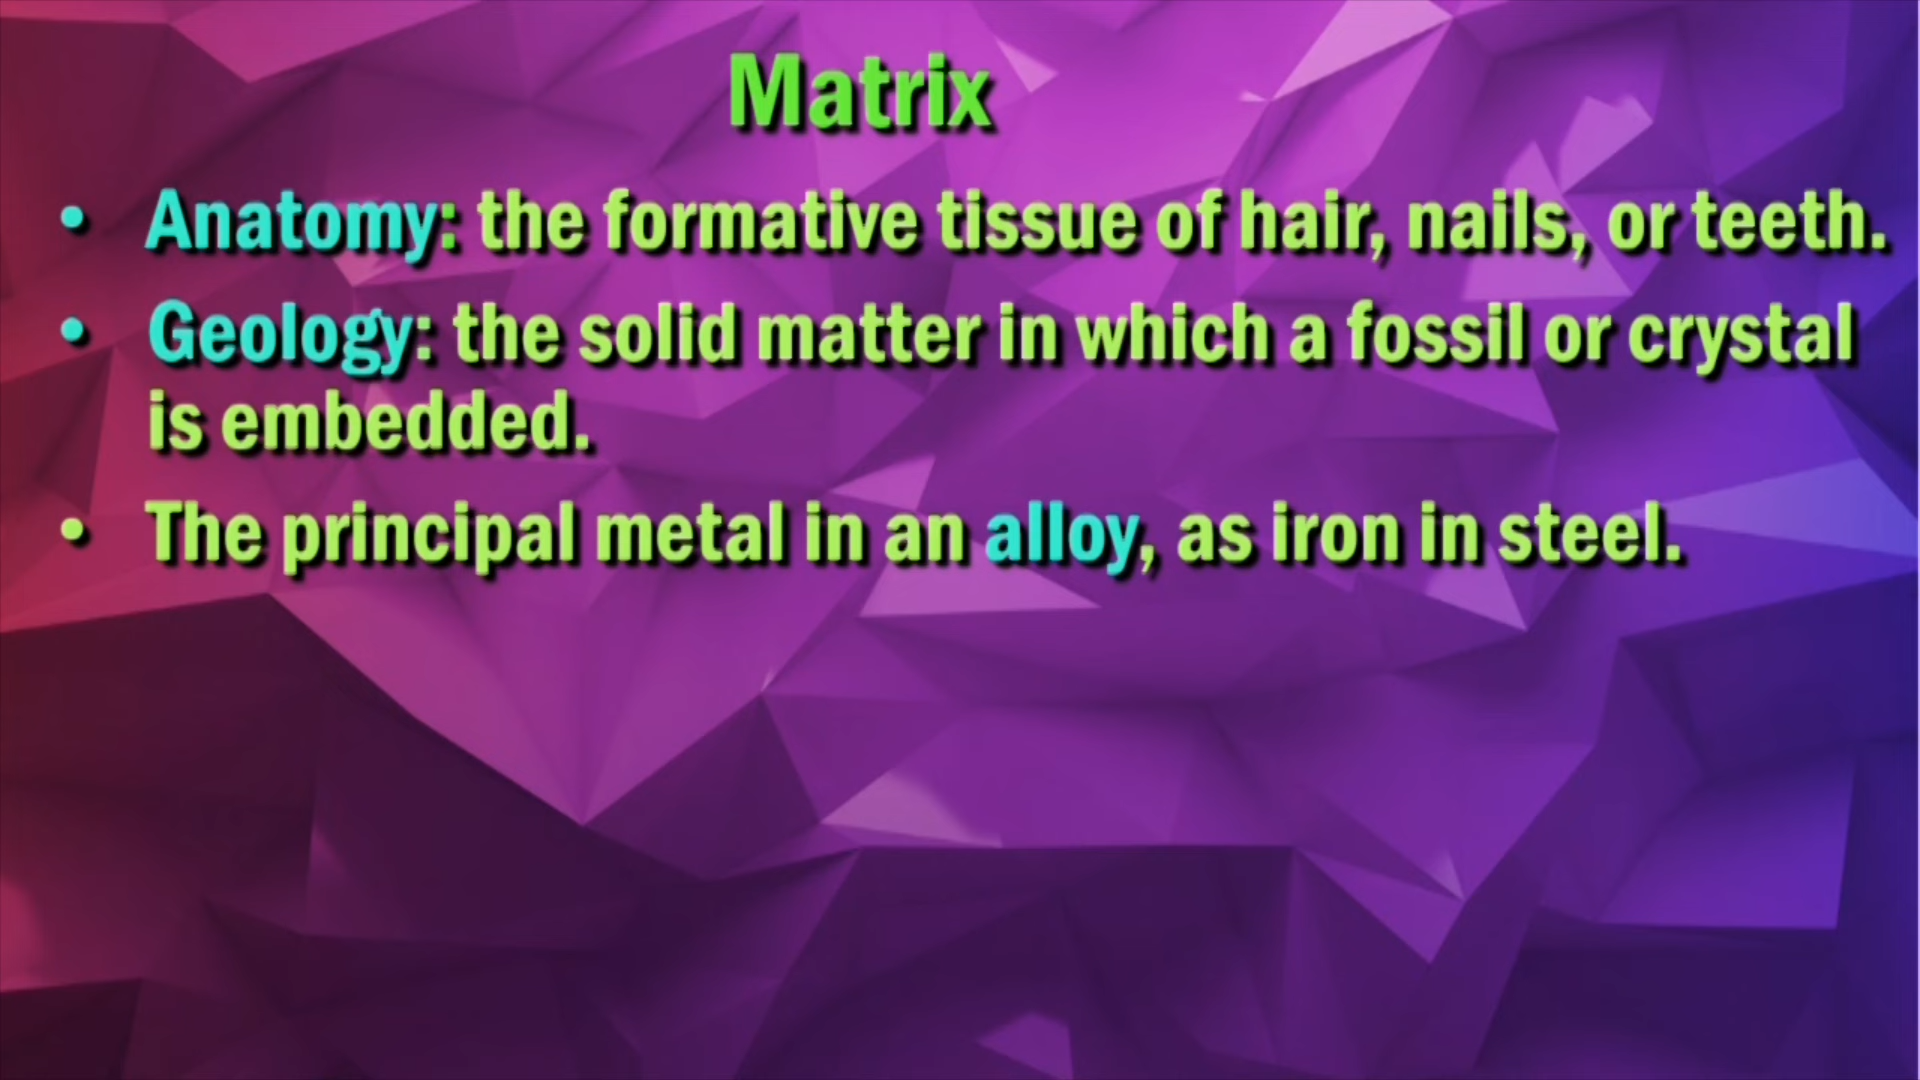 Matrix
• Anatomy: the formative tissue of hair, nails, or teeth.
• Geology: the solid matter in which a fossil or crystal
is embedded.
• The principal metal in an alloy, as iron in steel.